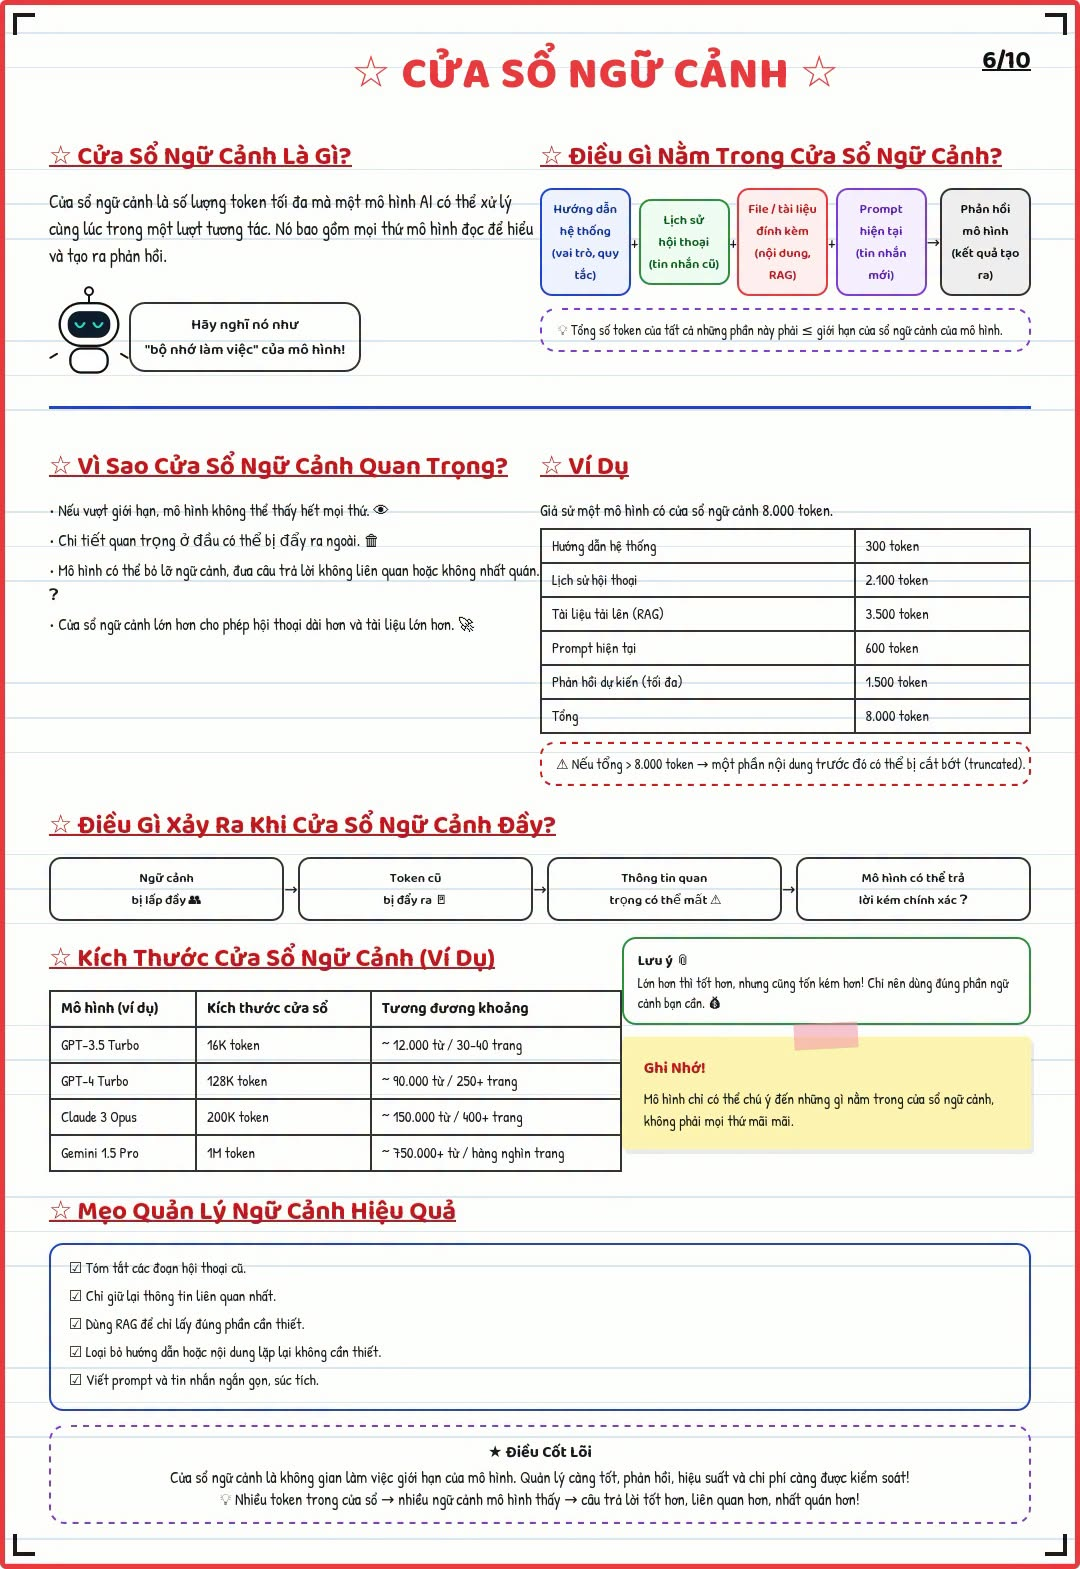 ☆ CỬA SỔ NGỮ CẢNH ☆
6/10
☆ Cửa Sổ Ngữ Cảnh Là Gì?
Cửa sổ ngữ cảnh là số lượng token tối đa mà một mô hình AI có thể xử lý
cùng lúc trong một lượt tương tác. Nó bao gồm mọi thứ mô hình đọc để hiểu
và tạo ra phản hồi.
Hãy nghĩ nó như
"bộ nhớ làm việc" của mô hình!
☆ Điều Gì Nằm Trong Cửa Sổ Ngữ Cảnh?
Hướng dẫn
hệ thống
(vai trò, quy
tắc)
+
Lịch sử
hội thoại
(tin nhắn cũ)
+
File / tài liệu
đính kèm
(nội dung,
RAG)
+
Prompt
hiện tại
(tin nhắn
mới)
→
Phản hồi
mô hình
(kết quả tạo
ra)
💡 Tổng số token của tất cả những phần này phải ≤ giới hạn cửa sổ ngữ cảnh của mô hình.
☆ Vì Sao Cửa Sổ Ngữ Cảnh Quan Trọng?
• Nếu vượt giới hạn, mô hình không thể thấy hết mọi thứ. 👁
• Chi tiết quan trọng ở đầu có thể bị đẩy ra ngoài. 🗑
• Mô hình có thể bỏ lỡ ngữ cảnh, đưa câu trả lời không liên quan hoặc không nhất quán.
?
• Cửa sổ ngữ cảnh lớn hơn cho phép hội thoại dài hơn và tài liệu lớn hơn. 🚀
☆ Ví Dụ
Giả sử một mô hình có cửa sổ ngữ cảnh 8.000 token.
Hướng dẫn hệ thống 300 token
Lịch sử hội thoại 2.100 token
Tài liệu tải lên (RAG) 3.500 token
Prompt hiện tại 600 token
Phản hồi dự kiến (tối đa) 1.500 token
Tổng 8.000 token
⚠ Nếu tổng > 8.000 token → một phần nội dung trước đó có thể bị cắt bớt (truncated).
☆ Điều Gì Xảy Ra Khi Cửa Sổ Ngữ Cảnh Đầy?
Ngữ cảnh
bị lấp đầy 👥
→
Token cũ
bị đẩy ra 🚪
→
Thông tin quan
trọng có thể mất ⚠
→
Mô hình có thể trả
lời kém chính xác ?
☆ Kích Thước Cửa Sổ Ngữ Cảnh (Ví Dụ)
Mô hình (ví dụ) Kích thước cửa sổ Tương đương khoảng
GPT-3.5 Turbo 16K token ~ 12.000 từ / 30-40 trang
GPT-4 Turbo 128K token ~ 90.000 từ / 250+ trang
Claude 3 Opus 200K token ~ 150.000 từ / 400+ trang
Gemini 1.5 Pro 1M token ~ 750.000+ từ / hàng nghìn trang
Lưu ý 📎
Lớn hơn thì tốt hơn, nhưng cũng tốn kém hơn! Chỉ nên dùng đúng phần ngữ
cảnh bạn cần. 💰
Ghi Nhớ!
Mô hình chỉ có thể chú ý đến những gì nằm trong cửa sổ ngữ cảnh,
không phải mọi thứ mãi mãi.
☆ Mẹo Quản Lý Ngữ Cảnh Hiệu Quả
☑ Tóm tắt các đoạn hội thoại cũ.
☑ Chỉ giữ lại thông tin liên quan nhất.
☑ Dùng RAG để chỉ lấy đúng phần cần thiết.
☑ Loại bỏ hướng dẫn hoặc nội dung lặp lại không cần thiết.
☑ Viết prompt và tin nhắn ngắn gọn, súc tích.
★ Điều Cốt Lõi
Cửa sổ ngữ cảnh là không gian làm việc giới hạn của mô hình. Quản lý càng tốt, phản hồi, hiệu suất và chi phí càng được kiểm soát!
💡 Nhiều token trong cửa sổ → nhiều ngữ cảnh mô hình thấy → câu trả lời tốt hơn, liên quan hơn, nhất quán hơn!